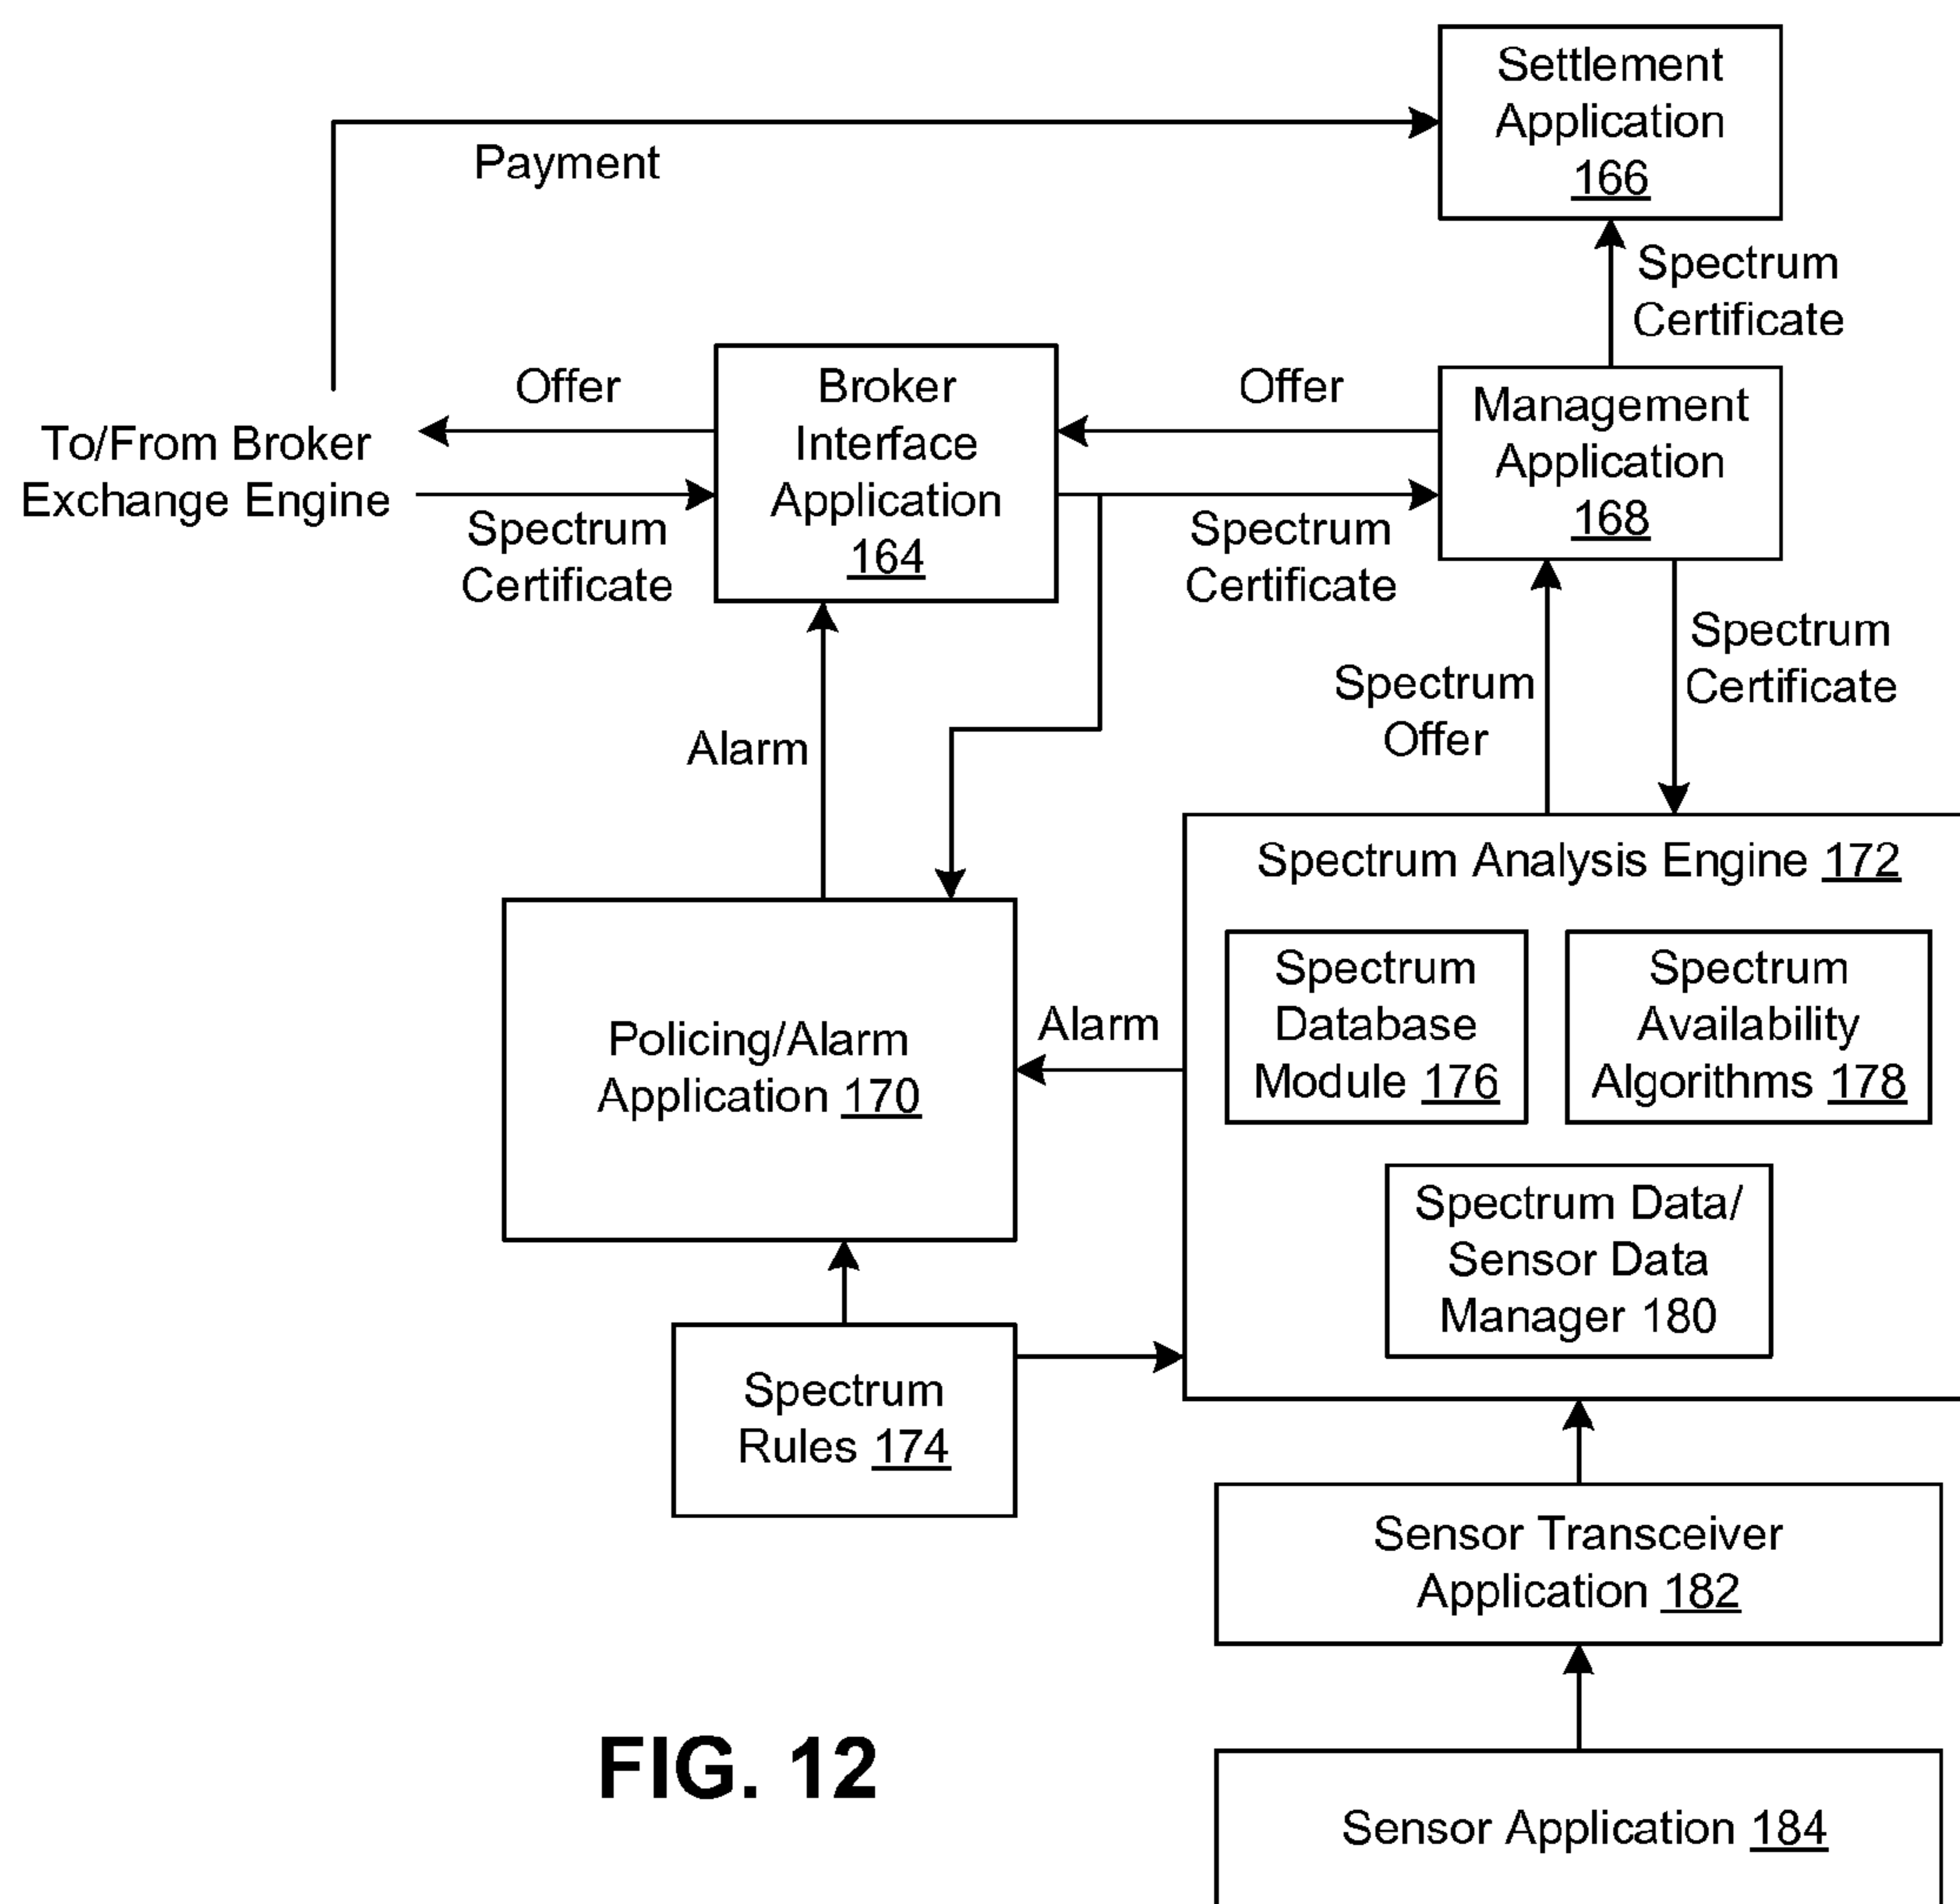 Settlement
Application
166
Payment
Spectrum
Certificate
Offer
Broker
Interface
Application
164
Offer
Management
Application
168
To/From Broker
Exchange Engine
Spectrum
Certificate
Spectrum
Certificate
Spectrum
Certificate
Spectrum
Offer
Alarm
Spectrum Analysis Engine 172
Spectrum
Database
Module 176
Spectrum
Availability
Algorithms 178
Alarm
Policing/Alarm
Application 170
Spectrum Data/
Sensor Data
Manager 180
Spectrum
Rules 174
Sensor Transceiver
Application 182
FIG. 12
Sensor Application 184